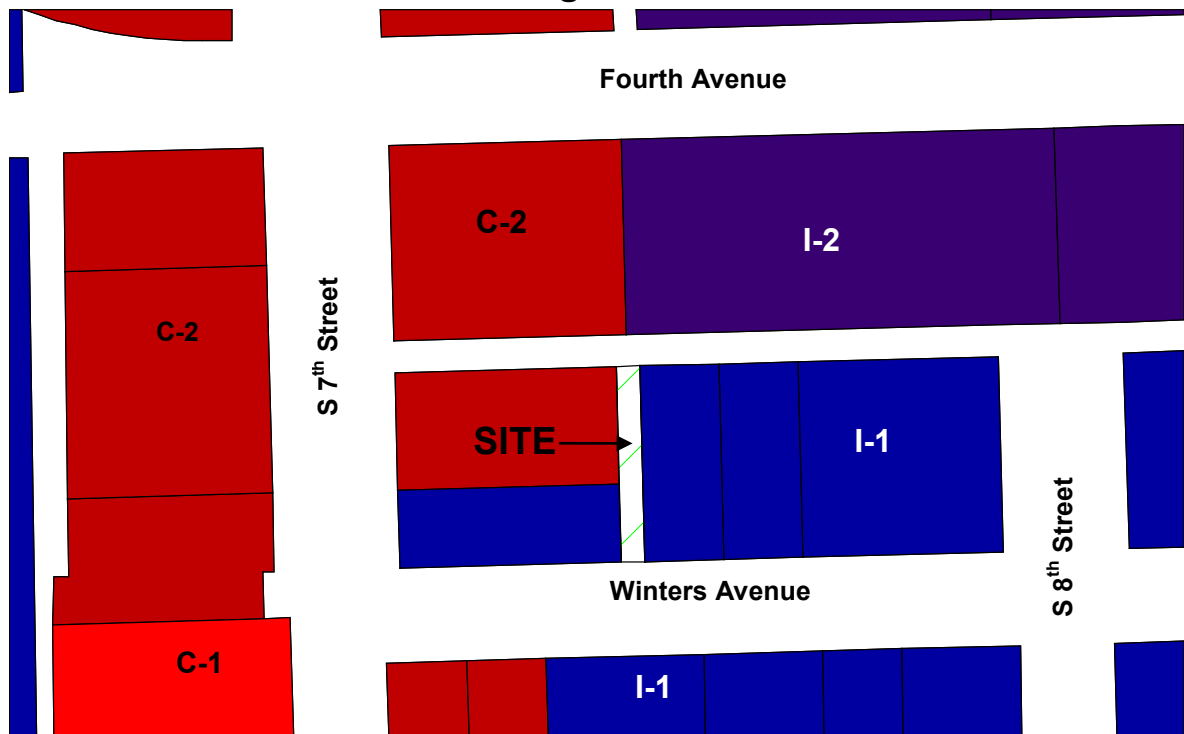 Fourth Avenue
C-2
I-2
C-2
S 7th Street
SITE
I-1
S 8th Street
Winters Avenue
C-1
I-1